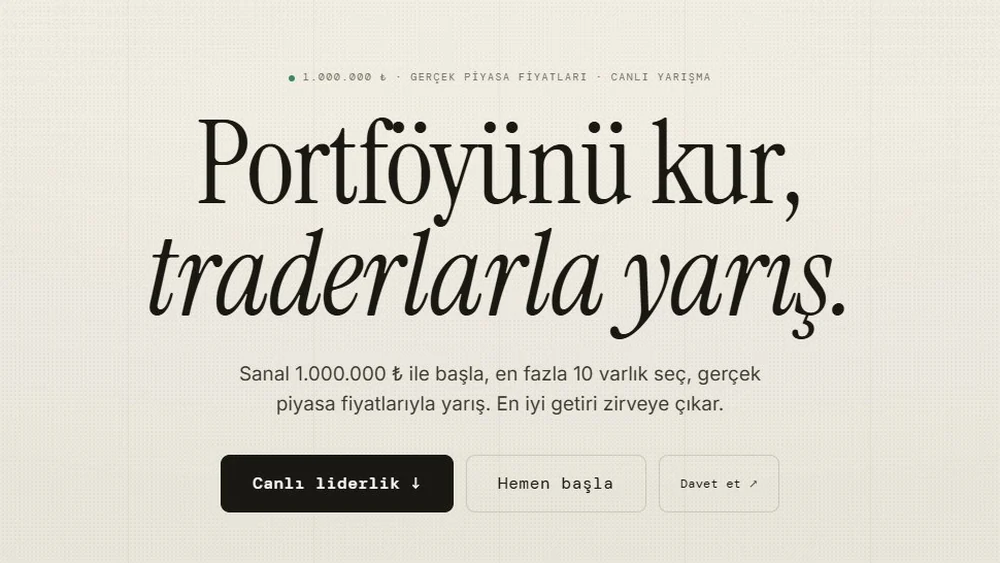 1.000.000 ₺ · GERÇEK PİYASA FİYATLARI · CANLI YARIŞMA
Portföyünü kur,
traderlarla yarış.
Sanal 1.000.000 ₺ ile başla, en fazla 10 varlık seç, gerçek
piyasa fiyatlarıyla yarış. En iyi getiri zirveye çıkar.
Canlı liderlik ↓
Hemen başla
Davet et ↗